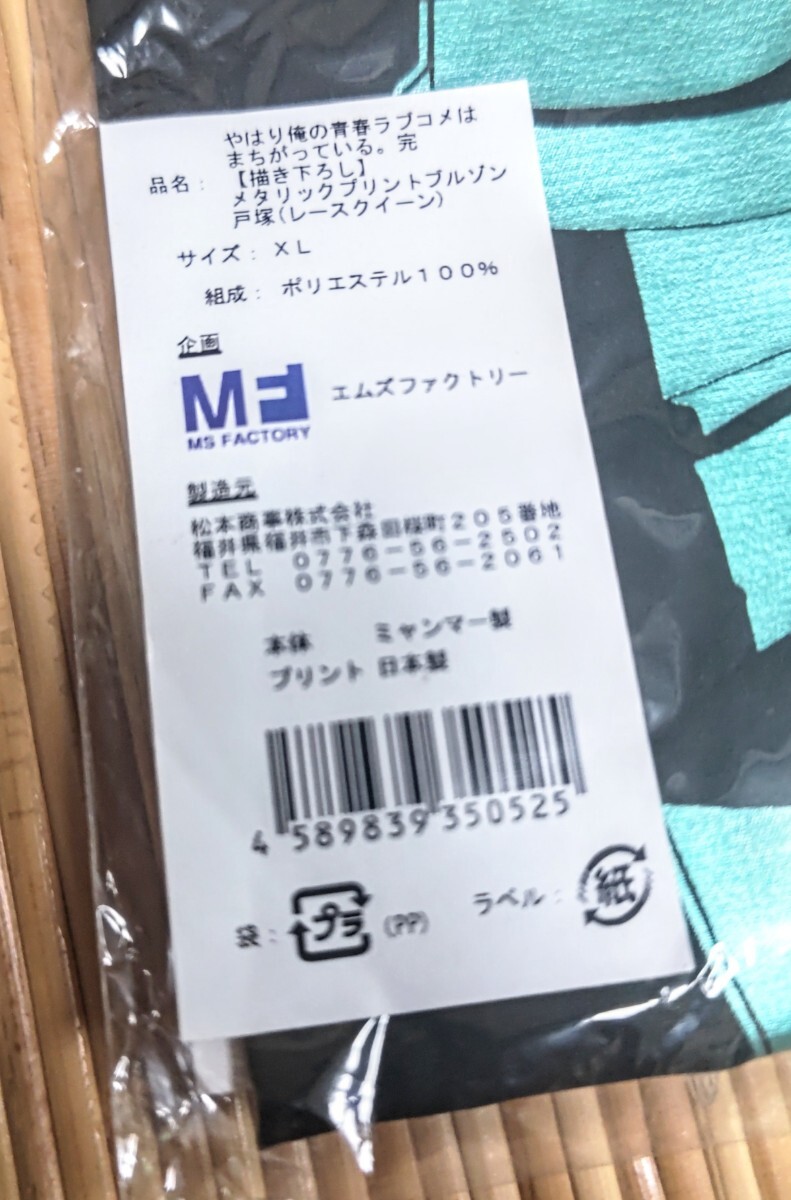 やはり俺の青春ラブコメは
まちがっている。完
品名： 【描き下ろし】
メタリックプリントブルゾン
戸塚(レースクイーン)
サイズ： ＸＬ
組成： ポリエステル１００％
企画
MF エムズファクトリー
MS FACTORY
製造元
松本商事株式会社
福井県福井市下森田桜町２０５番地
ＴＥＬ ０７７６－５６－２５０２
ＦＡＸ ０７７６－５６－２０６１
本体 ミャンマー製
プリント 日本製
4 589839 350525
袋： プラ (PP) ラベル： 紙